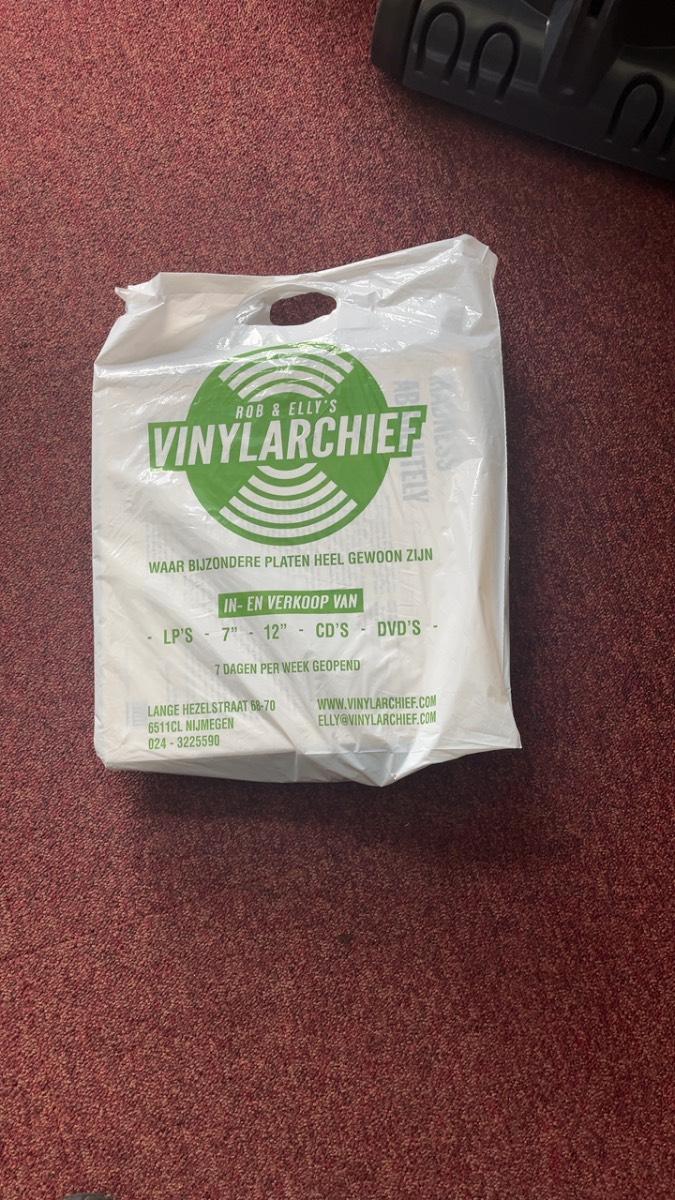 ROB & ELLY'S
VINYLARCHIEF
WAAR BIJZONDERE PLATEN HEEL GEWOON ZIJN
IN- EN VERKOOP VAN
- LP'S - 7" - 12" - CD'S - DVD'S -
7 DAGEN PER WEEK GEOPEND
LANGE HEZELSTRAAT 68-70
6511CL NIJMEGEN
024 - 3225590
WWW.VINYLARCHIEF.COM
ELLY@VINYLARCHIEF.COM
MADNESS